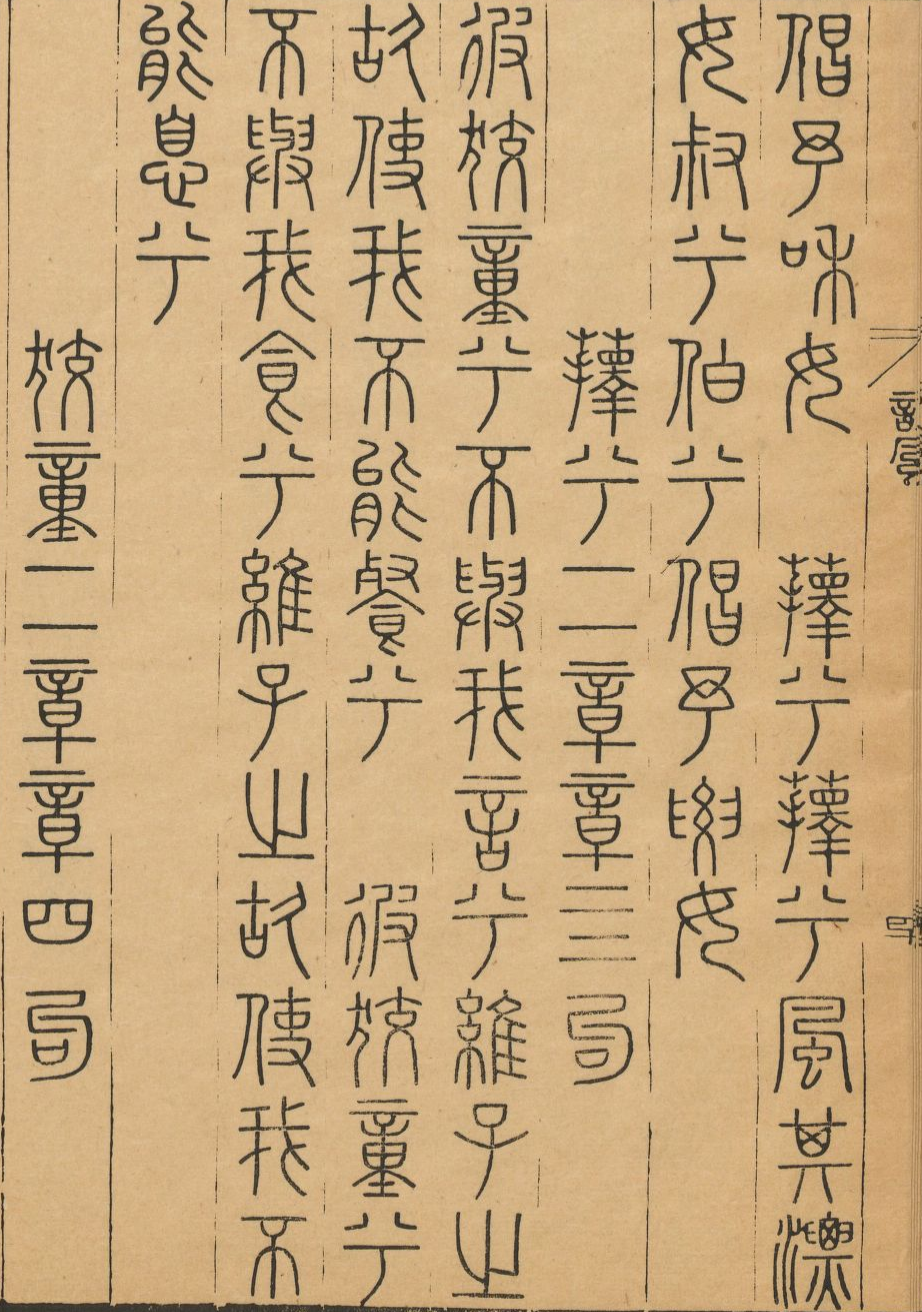 倡予咊女　蘀兮蘀兮風其漂
女叔兮伯兮倡予要女
蘀兮二章章亖句
彼狡童兮不與我言兮維子之
故使我不能餐兮　彼狡童兮
不與我食兮維子之故使我不
能息兮
狡童二章章四句